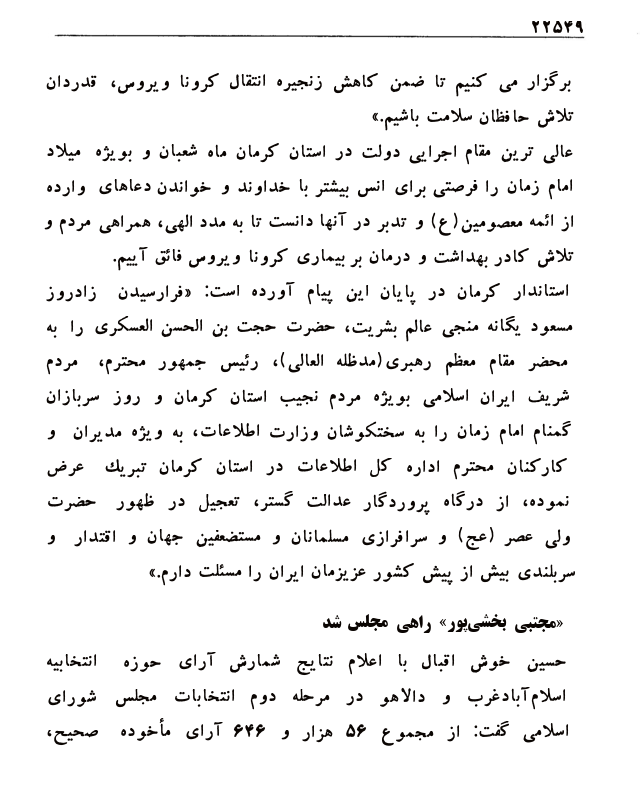 ۲۲۵۴۹
برگزار می کنیم تا ضمن کاهش زنجیره انتقال کرونا ویروس، قدردان
تلاش حافظان سلامت باشیم.»
عالی ترین مقام اجرایی دولت در استان کرمان ماه شعبان و بویژه میلاد
امام زمان را فرصتی برای انس بیشتر با خداوند و خواندن دعاهای وارده
از ائمه معصومین(ع) و تدبر در آنها دانست تا به مدد الهی، همراهی مردم و
تلاش کادر بهداشت و درمان بر بیماری کرونا ویروس فائق آییم.
استاندار کرمان در پایان این پیام آورده است: «فرارسیدن زادروز
مسعود یگانه منجی عالم بشریت، حضرت حجت بن الحسن العسکری را به
محضر مقام معظم رهبری(مدظله العالی)، رئیس جمهور محترم، مردم
شریف ایران اسلامی بویژه مردم نجیب استان کرمان و روز سربازان
گمنام امام زمان را به سختکوشان وزارت اطلاعات، به ویژه مدیران و
کارکنان محترم اداره کل اطلاعات در استان کرمان تبریک عرض
نموده، از درگاه پروردگار عدالت گستر، تعجیل در ظهور حضرت
ولی عصر (عج) و سرافرازی مسلمانان و مستضعفین جهان و اقتدار و
سربلندی بیش از پیش کشور عزیزمان ایران را مسئلت دارم.»
«مجتبی بخشی‌پور» راهی مجلس شد
حسین خوش اقبال با اعلام نتایج شمارش آرای حوزه انتخابیه
اسلام‌آبادغرب و دالاهو در مرحله دوم انتخابات مجلس شورای
اسلامی گفت: از مجموع ۵۶ هزار و ۶۴۶ آرای مأخوده صحیح،